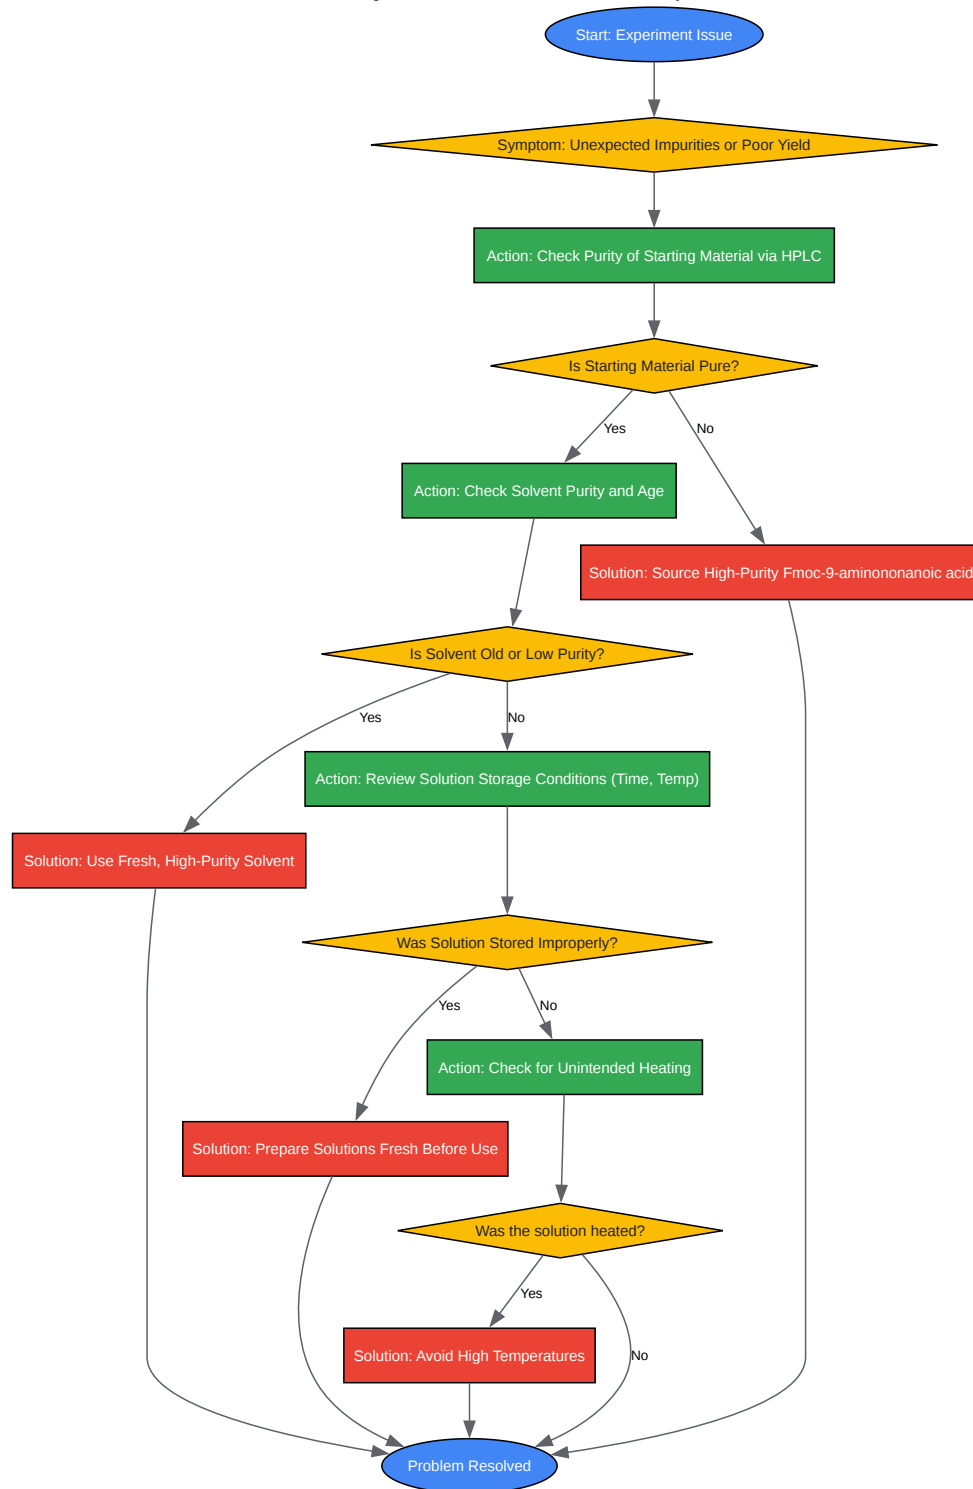 Start: Experiment Issue
Symptom: Unexpected Impurities or Poor Yield
Action: Check Purity of Starting Material via HPLC
Is Starting Material Pure?
Yes
No
Action: Check Solvent Purity and Age
Solution: Source High-Purity Fmoc-9-aminononanoic acid
Is Solvent Old or Low Purity?
Yes
No
Action: Review Solution Storage Conditions (Time, Temp)
Solution: Use Fresh, High-Purity Solvent
Was Solution Stored Improperly?
Yes
No
Action: Check for Unintended Heating
Solution: Prepare Solutions Fresh Before Use
Was the solution heated?
Yes
Solution: Avoid High Temperatures
No
Problem Resolved